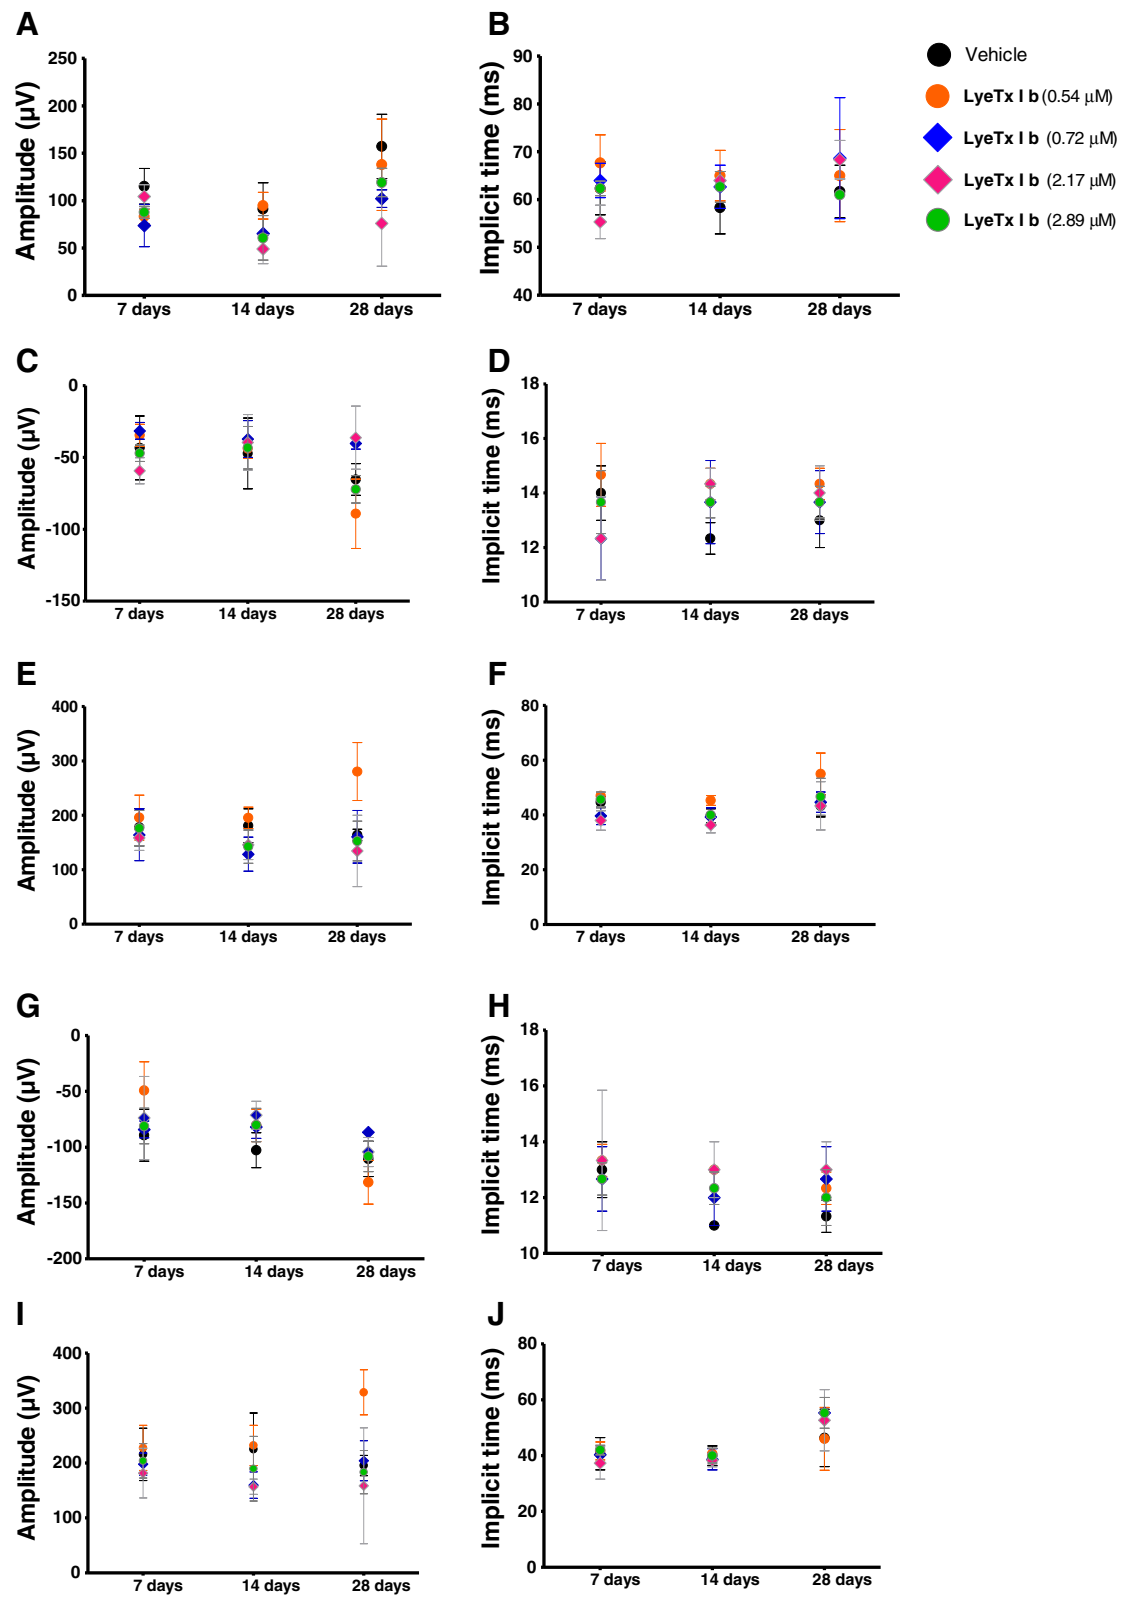 A
Amplitude (µV)
250
200
150
100
50
0
7 days 14 days 28 days
B
Implicit time (ms)
90
80
70
60
50
40
7 days 14 days 28 days
Vehicle
LyeTx I b (0.54 µM)
LyeTx I b (0.72 µM)
LyeTx I b (2.17 µM)
LyeTx I b (2.89 µM)
C
Amplitude (µV)
0
-50
-100
-150
7 days 14 days 28 days
D
Implicit time (ms)
18
16
14
12
10
7 days 14 days 28 days
E
Amplitude (µV)
400
300
200
100
0
7 days 14 days 28 days
F
Implicit time (ms)
80
60
40
20
0
7 days 14 days 28 days
G
Amplitude (µV)
0
-50
-100
-150
-200
7 days 14 days 28 days
H
Implicit time (ms)
18
16
14
12
10
7 days 14 days 28 days
I
Amplitude (µV)
400
300
200
100
0
7 days 14 days 28 days
J
Implicit time (ms)
80
60
40
20
0
7 days 14 days 28 days